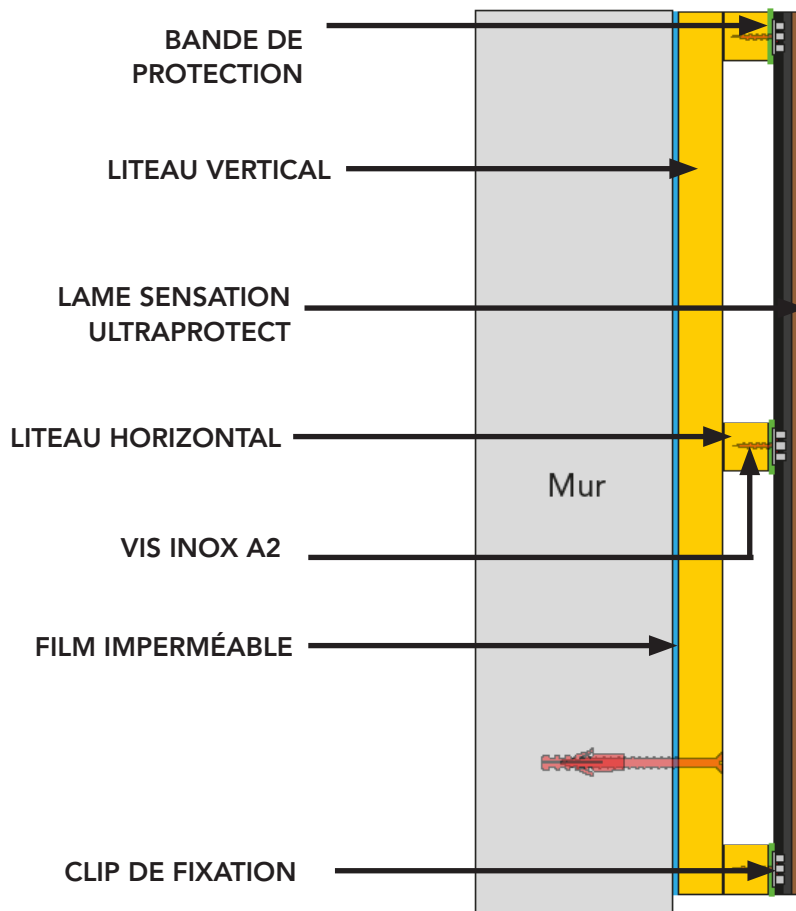 BANDE DE
PROTECTION
LITEAU VERTICAL
LAME SENSATION
ULTRAPROTECT
LITEAU HORIZONTAL
Mur
VIS INOX A2
FILM IMPERMÉABLE
CLIP DE FIXATION